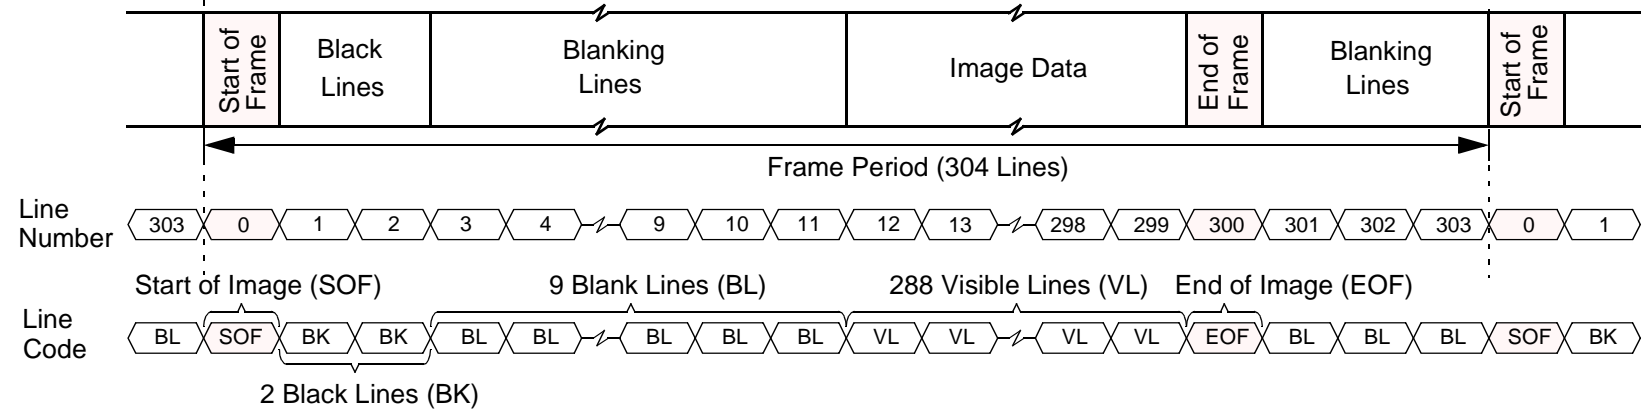 Start of
Frame
Black
Lines
Blanking
Lines
Image Data
End of
Frame
Blanking
Lines
Start of
Frame
Frame Period (304 Lines)
Line
Number
303 0 1 2 3 4 9 10 11 12 13 298 299 300 301 302 303 0 1
Start of Image (SOF) 9 Blank Lines (BL) 288 Visible Lines (VL) End of Image (EOF)
Line
Code
BL SOF BK BK BL BL BL BL BL VL VL VL VL EOF BL BL BL SOF BK
2 Black Lines (BK)